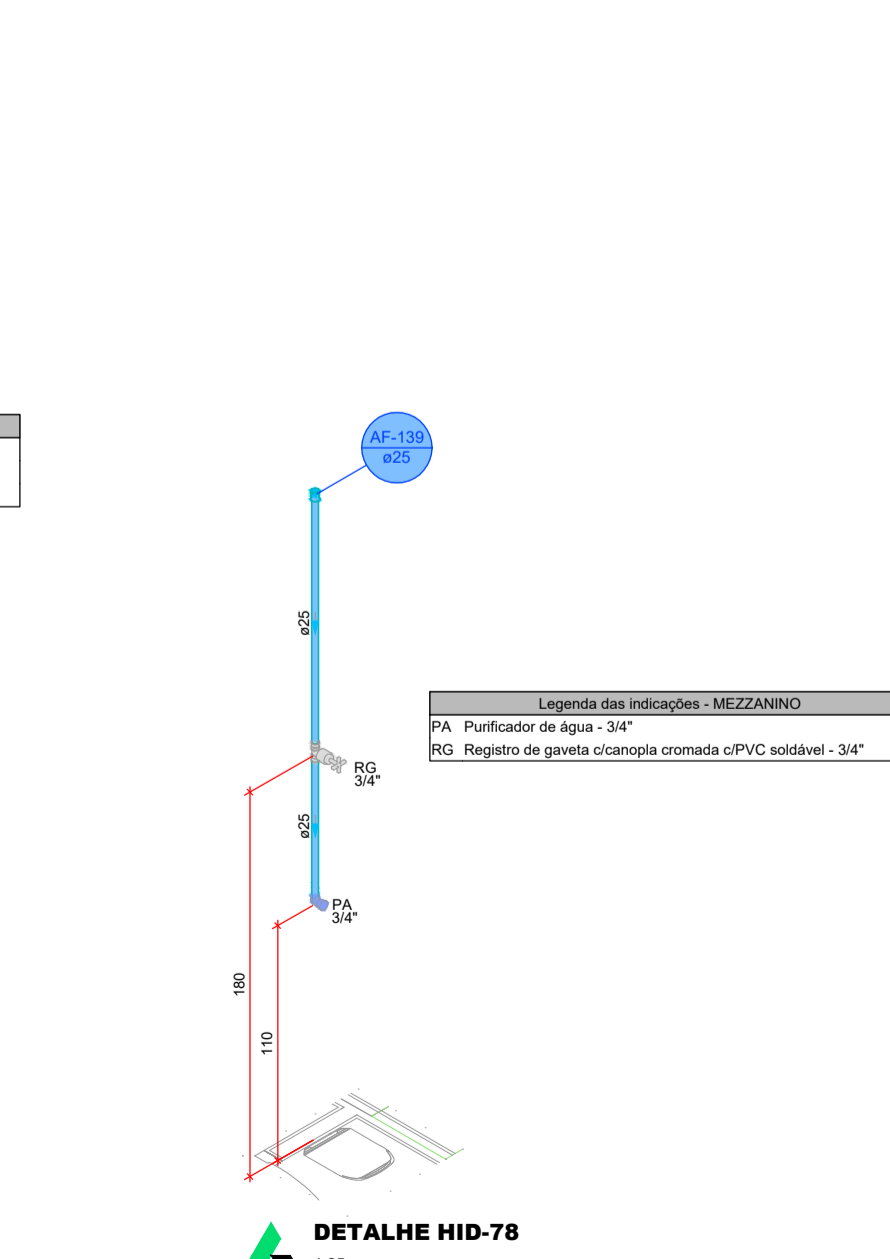 AF-139
ø25
ø25
Legenda das indicações - MEZZANINO
PA Purificador de água - 3/4"
RG Registro de gaveta c/canopla cromada c/PVC soldável - 3/4"
RG
3/4"
ø25
PA
3/4"
180
110
DETALHE HID-78